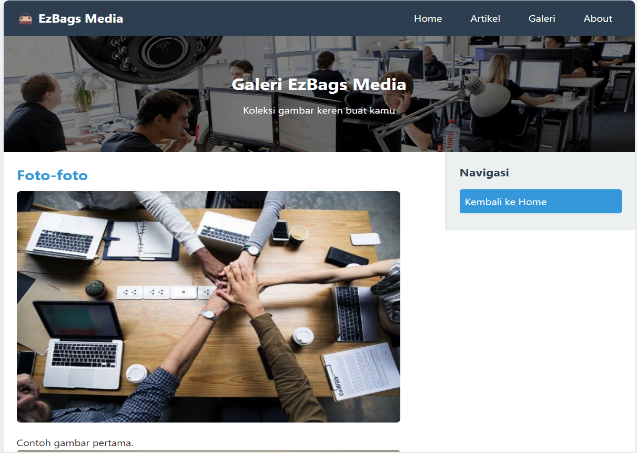 EzBags Media
Home Artikel Galeri About
Galeri EzBags Media
Koleksi gambar keren buat kamu.
Foto-foto
Navigasi
Kembali ke Home
Contoh gambar pertama.